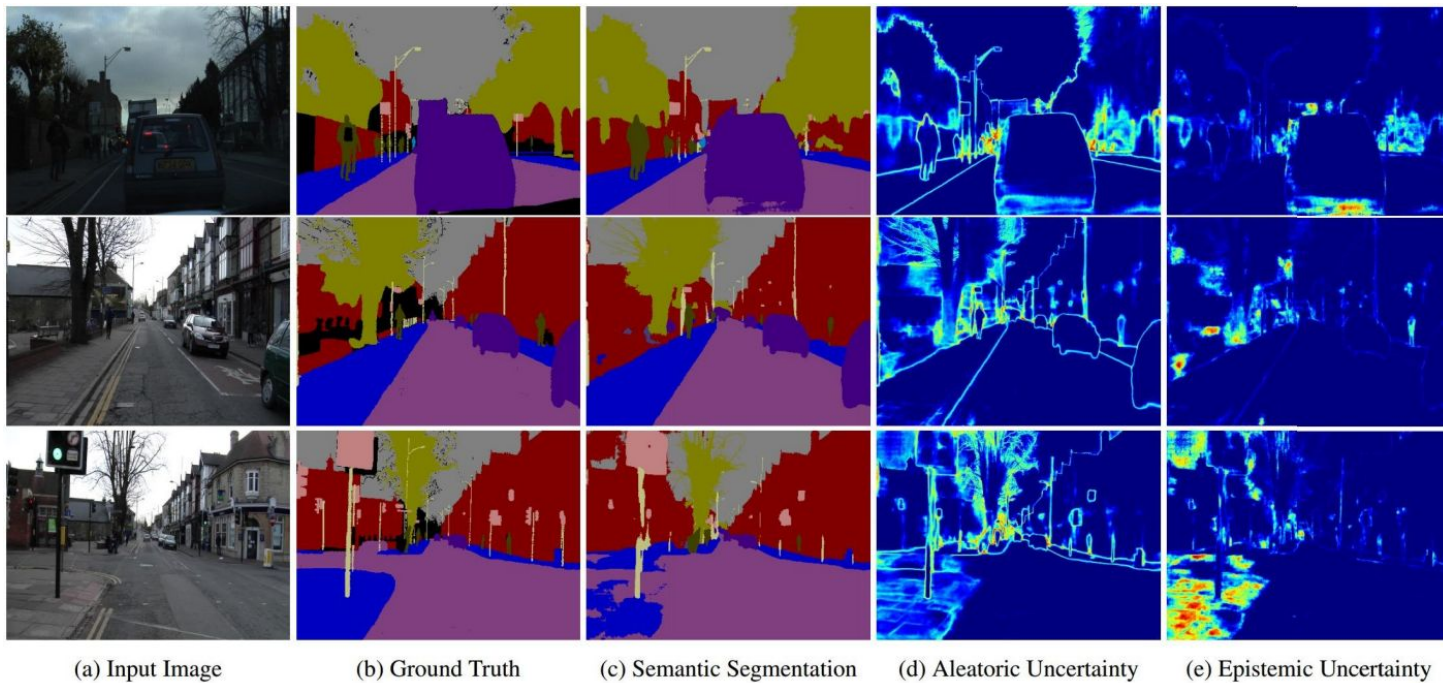 (a) Input Image
(b) Ground Truth
(c) Semantic Segmentation
(d) Aleatoric Uncertainty
(e) Epistemic Uncertainty